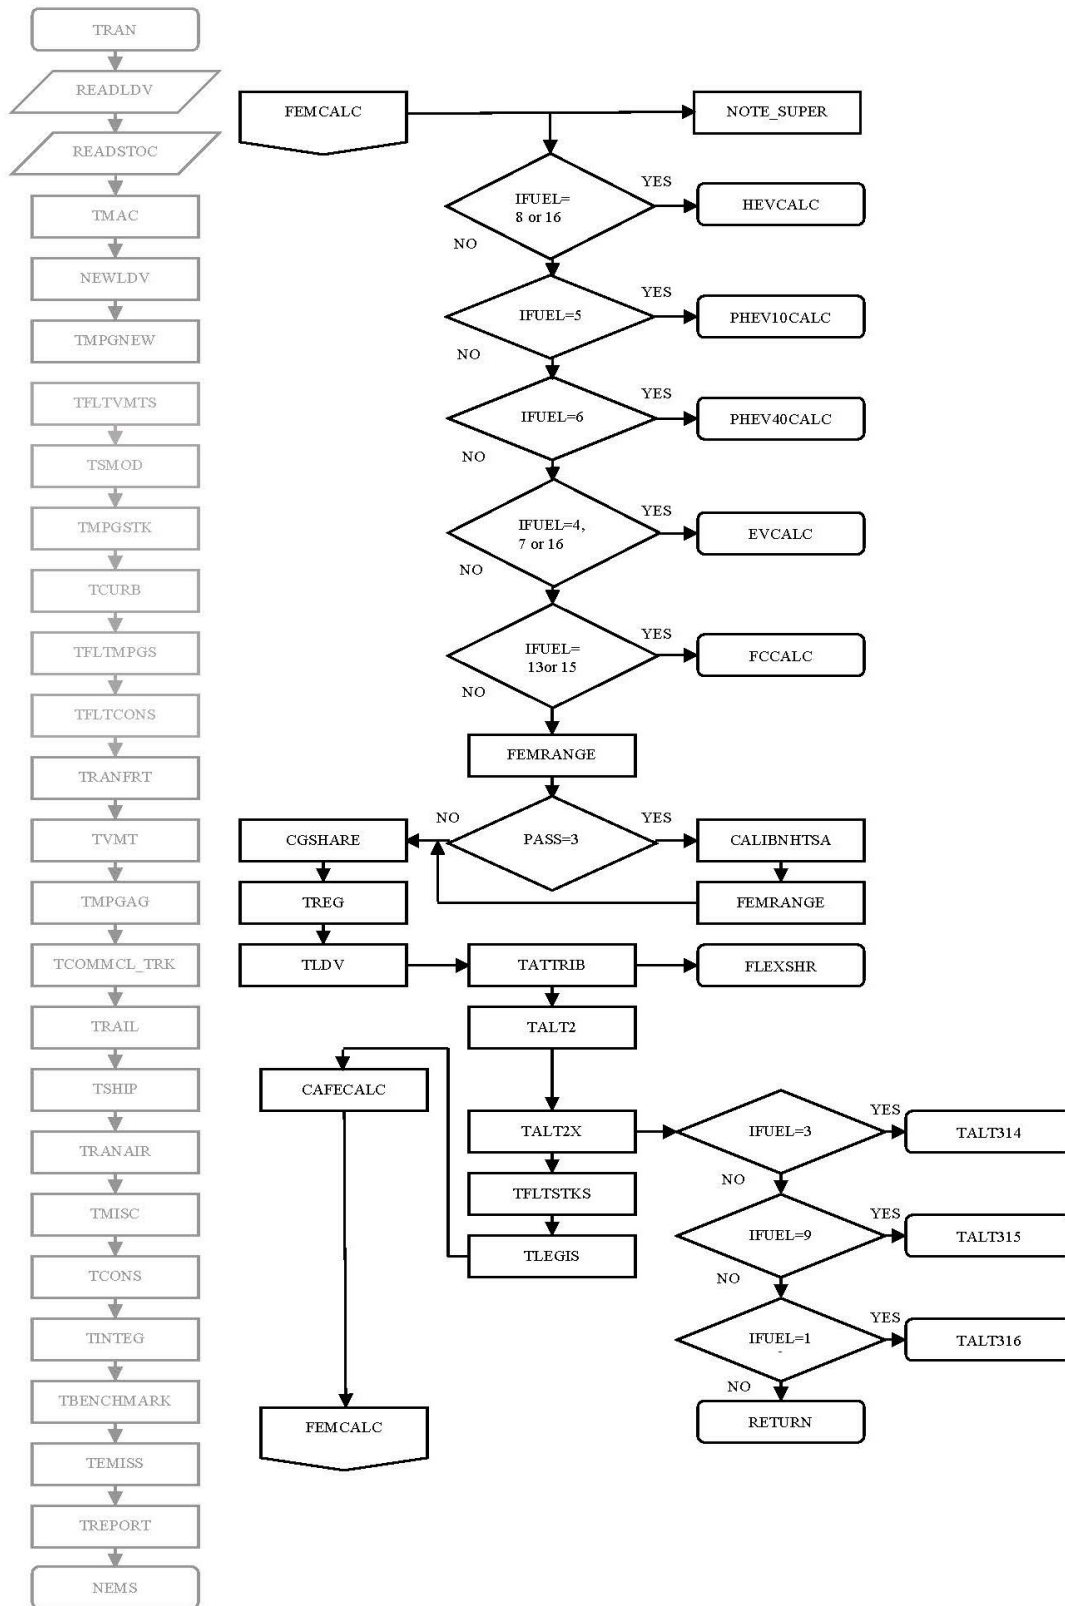 TRAN
READLDV
READSTOC
TMAC
NEWLDV
TMPGNEW
TFLTVMTS
TSMOD
TMPGSTK
TCURB
TFLTMPGS
TFLTCONS
TRANFRT
TVMT
TMPGAG
TCOMMCL_TRK
TRAIL
TSHIP
TRANAIR
TMISC
TCONS
TINTEG
TBENCHMARK
TEMISS
TREPORT
NEMS
FEMCALC
NOTE_SUPER
IFUEL=
8 or 16
YES
HEVCALC
NO
IFUEL=5
YES
PHEV10CALC
NO
IFUEL=6
YES
PHEV40CALC
NO
IFUEL=4,
7 or 16
YES
EVCALC
NO
IFUEL=
13or 15
YES
FCCALC
NO
FEMRANGE
PASS=3
NO
YES
CGSHARE
CALIBNHTSA
TREG
FEMRANGE
TLDV
TATTRIB
FLEXSHR
TALT2
CAFECALC
TALT2X
IFUEL=3
YES
TALT314
NO
TFLTSTKS
TLEGIS
IFUEL=9
YES
TALT315
NO
IFUEL=1
YES
TALT316
NO
RETURN
FEMCALC